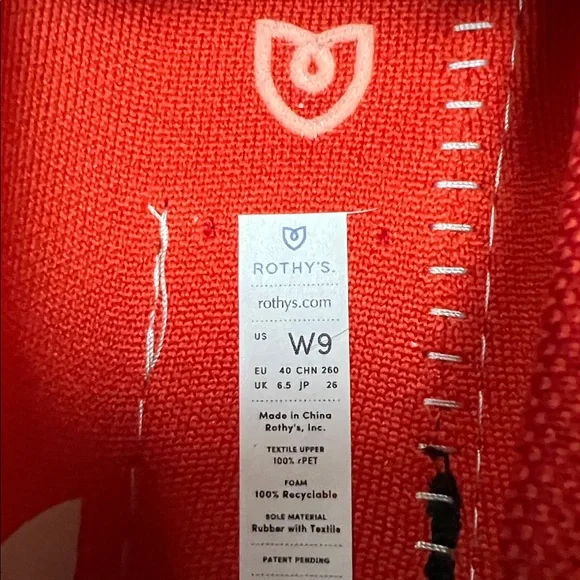 ROTHY'S.
rothys.com
US W9
EU 40 CHN 260
UK 6.5 JP 26
Made in China
Rothy's, Inc.
TEXTILE UPPER
100% rPET
FOAM
100% Recyclable
SOLE MATERIAL
Rubber with Textile
PATENT PENDING